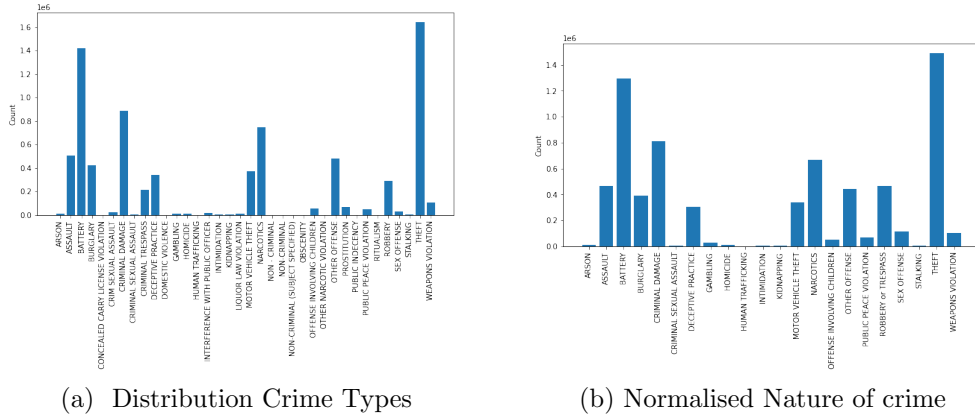 1e6
1.6
1.4
1.2
1.0
0.8
0.6
0.4
0.2
0.0
Count
ARSON
ASSAULT
BATTERY
BURGLARY
CONCEALED CARRY LICENSE VIOLATION
CRIM SEXUAL ASSAULT
CRIMINAL DAMAGE
CRIMINAL SEXUAL ASSAULT
CRIMINAL TRESPASS
DECEPTIVE PRACTICE
DOMESTIC VIOLENCE
GAMBLING
HOMICIDE
HUMAN TRAFFICKING
INTERFERENCE WITH PUBLIC OFFICER
INTIMIDATION
KIDNAPPING
LIQUOR LAW VIOLATION
MOTOR VEHICLE THEFT
NARCOTICS
NON - CRIMINAL
NON-CRIMINAL
NON-CRIMINAL (SUBJECT SPECIFIED)
OBSCENITY
OFFENSE INVOLVING CHILDREN
OTHER NARCOTIC VIOLATION
OTHER OFFENSE
PROSTITUTION
PUBLIC INDECENCY
PUBLIC PEACE VIOLATION
RITUALISM
ROBBERY
SEX OFFENSE
STALKING
THEFT
WEAPONS VIOLATION
(a) Distribution Crime Types
1e6
1.4
1.2
1.0
0.8
0.6
0.4
0.2
0.0
Count
ARSON
ASSAULT
BATTERY
BURGLARY
CRIMINAL DAMAGE
CRIMINAL SEXUAL ASSAULT
DECEPTIVE PRACTICE
GAMBLING
HOMICIDE
HUMAN TRAFFICKING
INTIMIDATION
KIDNAPPING
MOTOR VEHICLE THEFT
NARCOTICS
OFFENSE INVOLVING CHILDREN
OTHER OFFENSE
PUBLIC PEACE VIOLATION
ROBBERY or TRESPASS
SEX OFFENSE
STALKING
THEFT
WEAPONS VIOLATION
(b) Normalised Nature of crime